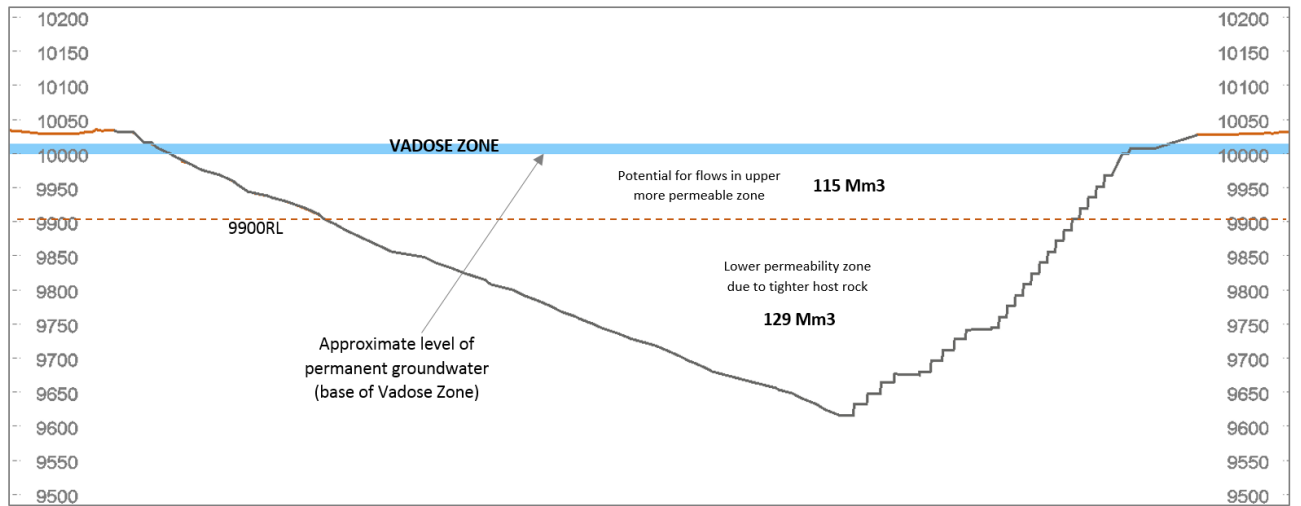 10200 10200
10150 10150
10100 10100
10050 10050
VADOSE ZONE
10000 10000
Potential for flows in upper
more permeable zone
115 Mm3
9950 9950
9900 9900
9900RL
9850 9850
Lower permeability zone
due to tighter host rock
9800 9800
129 Mm3
9750 9750
Approximate level of
permanent groundwater
(base of Vadose Zone)
9700 9700
9650 9650
9600 9600
9550 9550
9500 9500